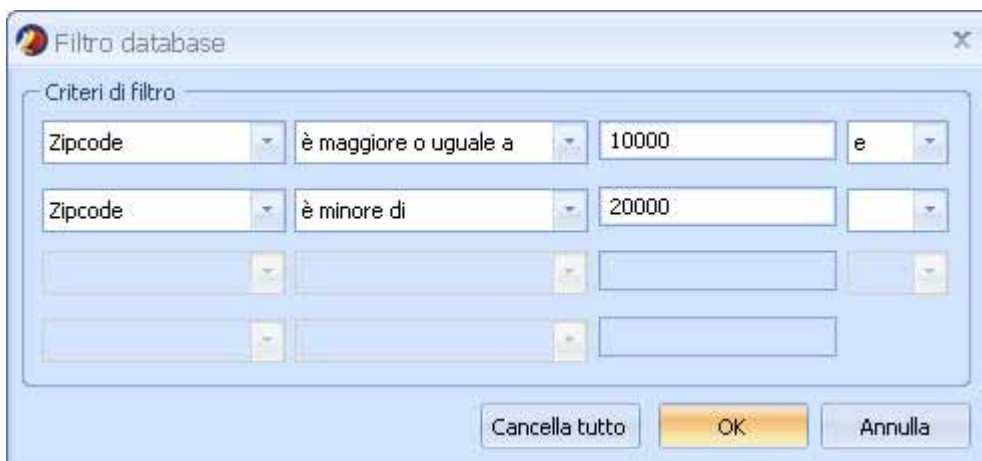 Filtro database
Criteri di filtro
Zipcode è maggiore o uguale a 10000 e
Zipcode è minore di 20000
Cancella tutto OK Annulla